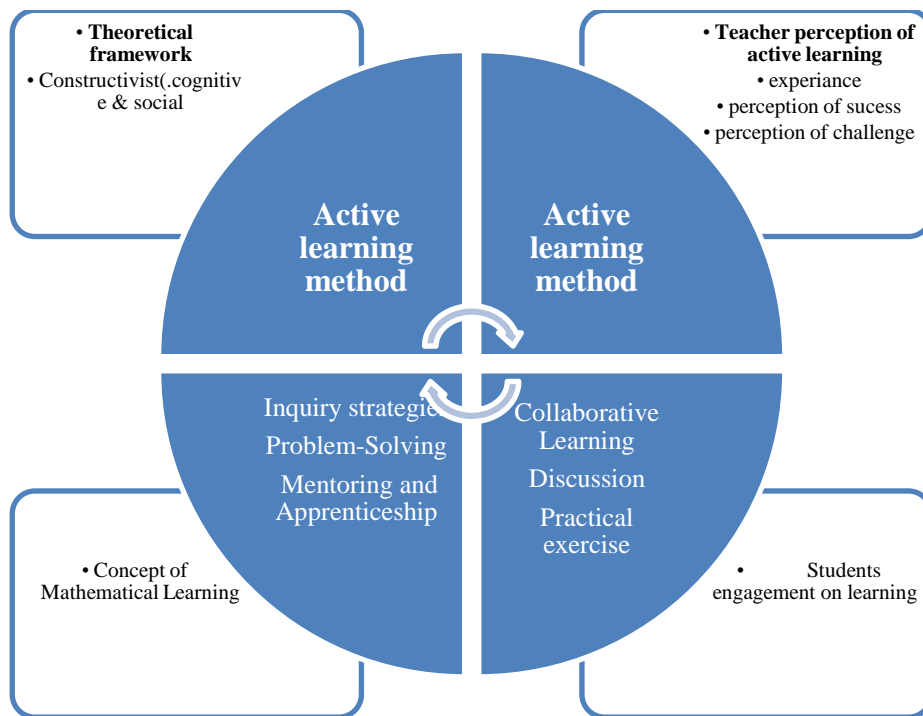 • Theoretical
framework
• Constructivist(.cognitiv
e & social
• Teacher perception of
active learning
• experiance
• perception of sucess
• perception of challenge
Active
learning
method
Active
learning
method
Inquiry strategies
Problem-Solving
Mentoring and
Apprenticeship
Collaborative
Learning
Discussion
Practical
exercise
• Concept of
Mathematical Learning
• Students
engagement on learning